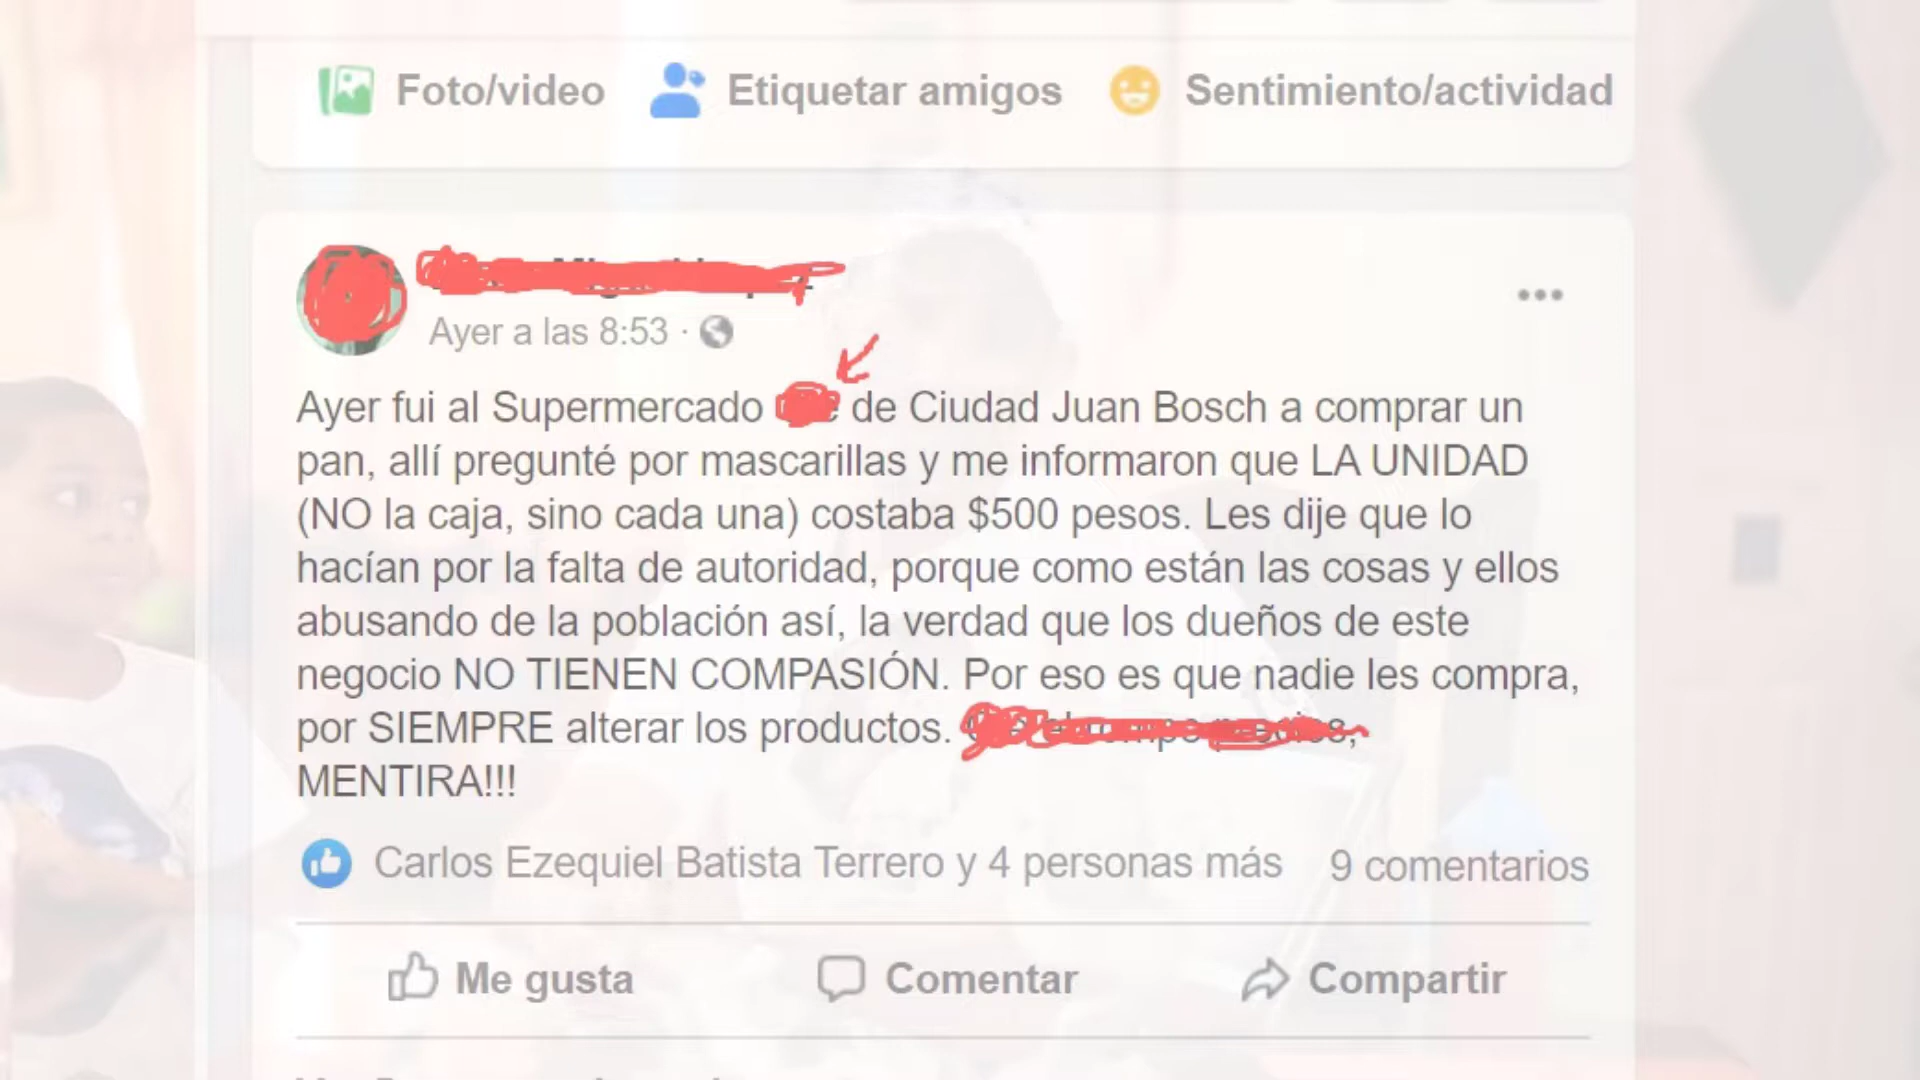 Foto/video Etiquetar amigos Sentimiento/actividad
Ayer a las 8:53 ·
Ayer fui al Supermercado de Ciudad Juan Bosch a comprar un
pan, allí pregunté por mascarillas y me informaron que LA UNIDAD
(NO la caja, sino cada una) costaba $500 pesos. Les dije que lo
hacían por la falta de autoridad, porque como están las cosas y ellos
abusando de la población así, la verdad que los dueños de este
negocio NO TIENEN COMPASIÓN. Por eso es que nadie les compra,
por SIEMPRE alterar los productos.
MENTIRA!!!
Carlos Ezequiel Batista Terrero y 4 personas más 9 comentarios
Me gusta Comentar Compartir